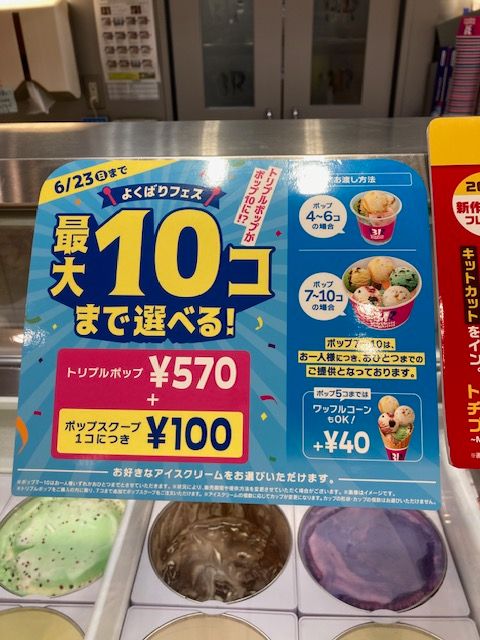 6/23(日)まで
よくばりフェス
トリプルポップが
ポップ10に!?
最大10コ
まで選べる!
トリプルポップ ¥570
+
ポップスクープ
1コにつき ¥100
お渡し方法
ポップ
4〜6コ
の場合
31
ポップ
7〜10コ
の場合
ポップ7〜10は、
お一人様につき、おひとつまでの
ご提供となっております。
ポップ5コまでは
ワッフルコーン
もOK!
+¥40
31
お好きなアイスクリームをお選びいただけます。
新作
キットカット
をイン。